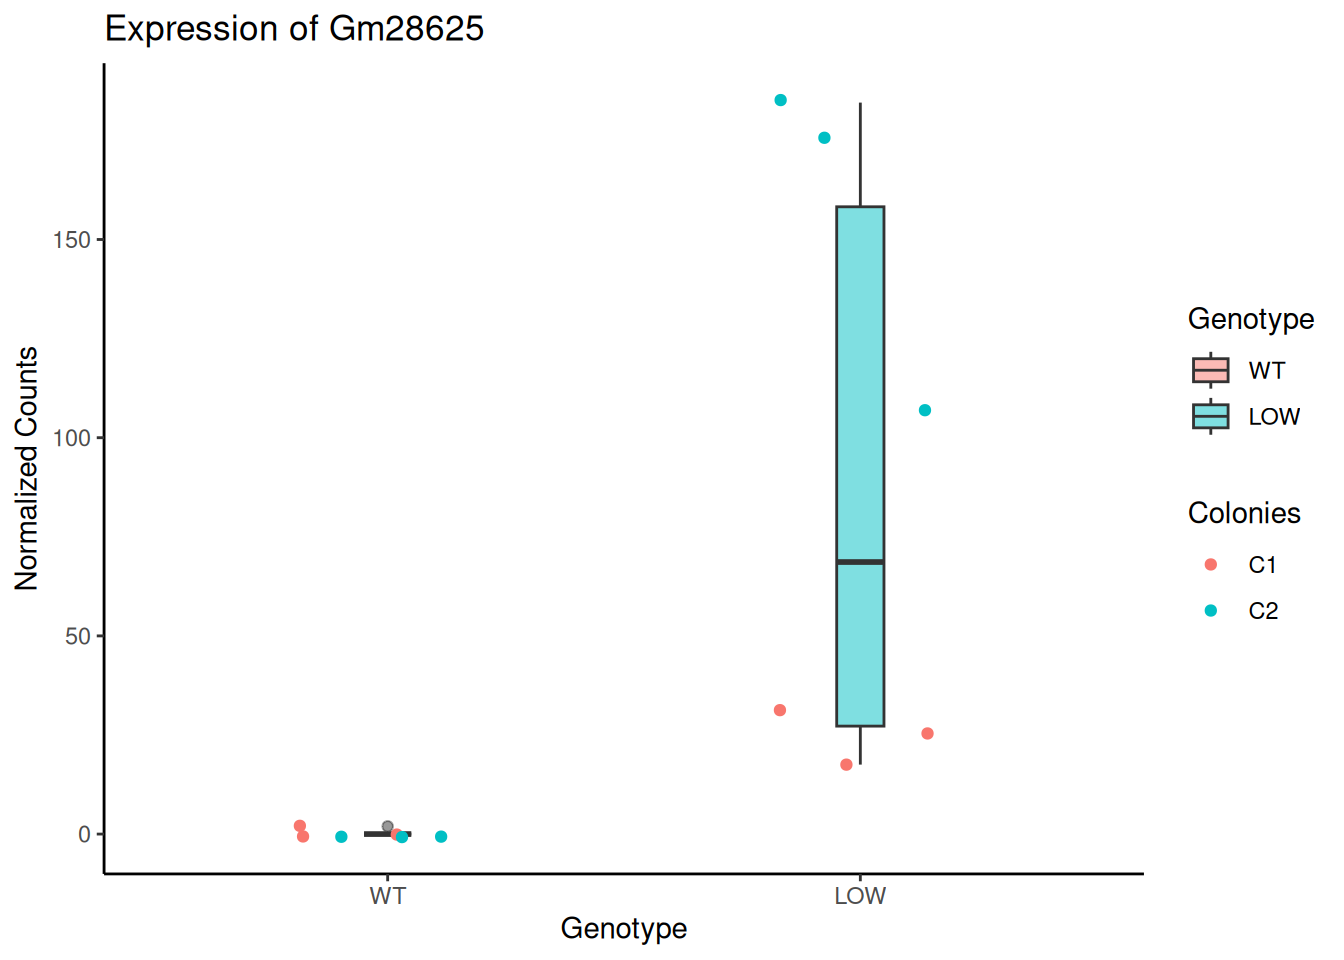 Expression of Gm28625
Normalized Counts
150
100
50
0
WT
LOW
Genotype
Genotype
WT
LOW
Colonies
C1
C2